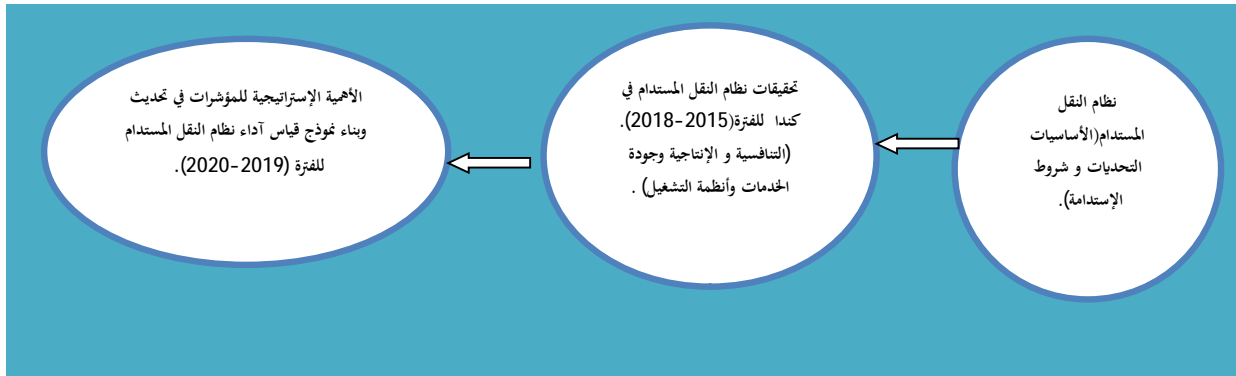 نظام النقل
المستدام(الأساسيات
التحديات و شروط
الإستدامة).
تحقيقات نظام النقل المستدام في
كندا للفترة(2015-2018).
(التنافسية و الإنتاجية وجودة
الخدمات وأنظمة التشغيل) .
الأهمية الإستراتيجية للمؤشرات في تحديث
وبناء نموذج قياس آداء نظام النقل المستدام
للفترة (2019-2020).